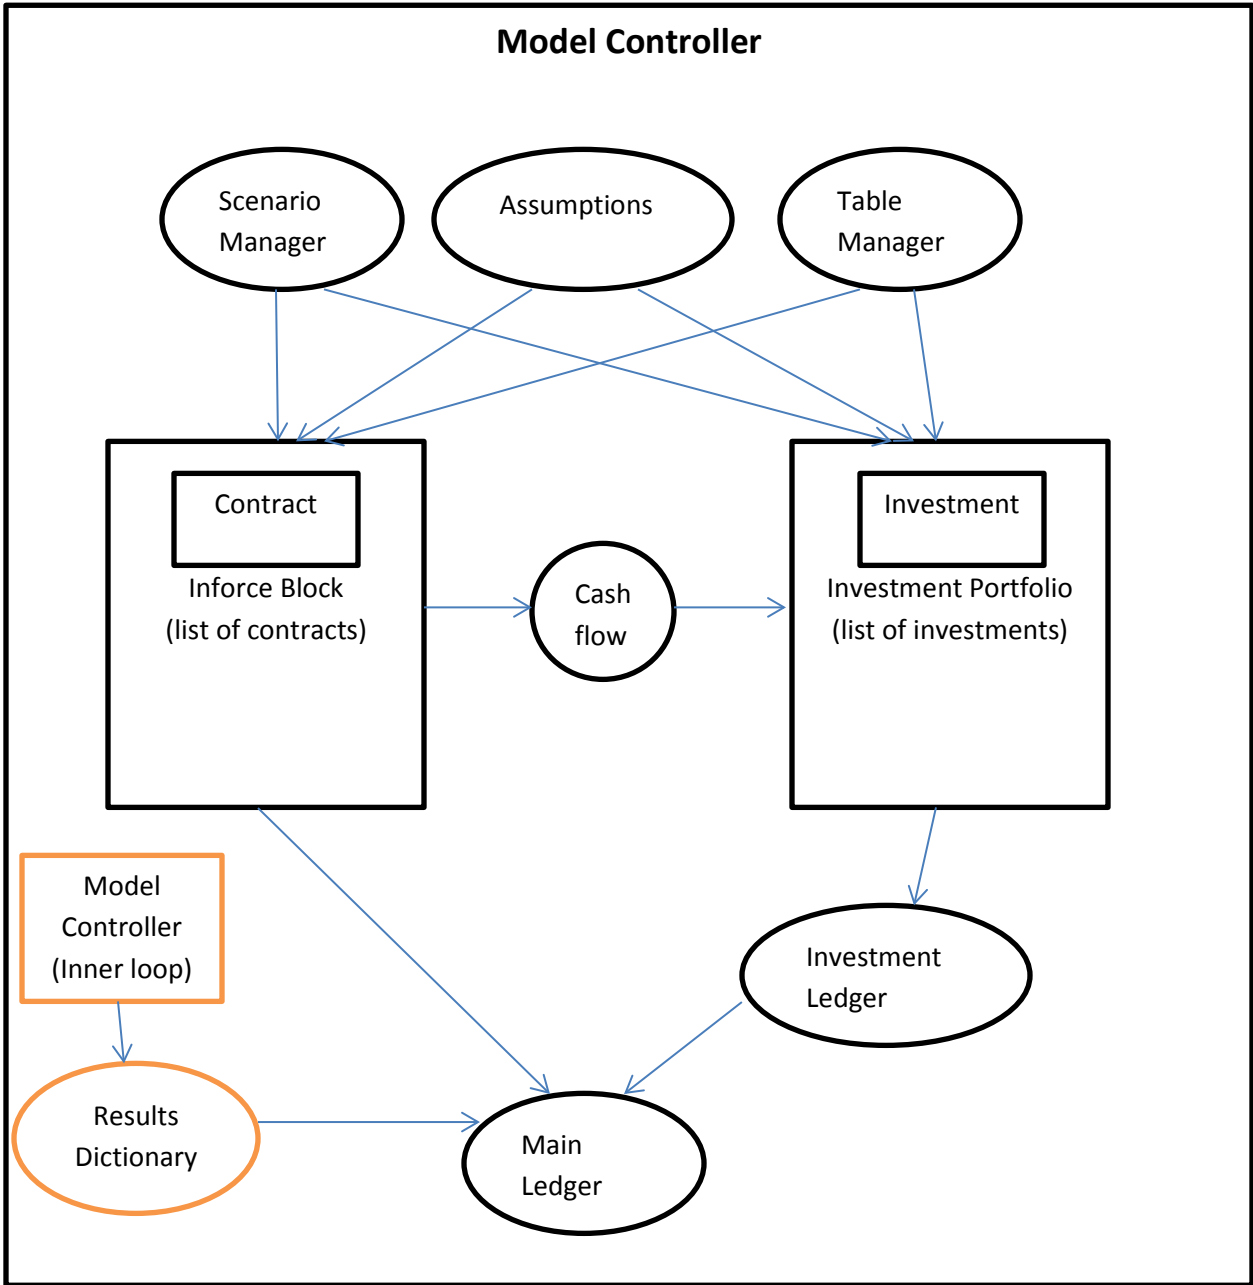 Model Controller
Scenario
Manager
Assumptions
Table
Manager
Contract
Inforce Block
(list of contracts)
Cash
flow
Investment
Investment Portfolio
(list of investments)
Model
Controller
(Inner loop)
Investment
Ledger
Results
Dictionary
Main
Ledger